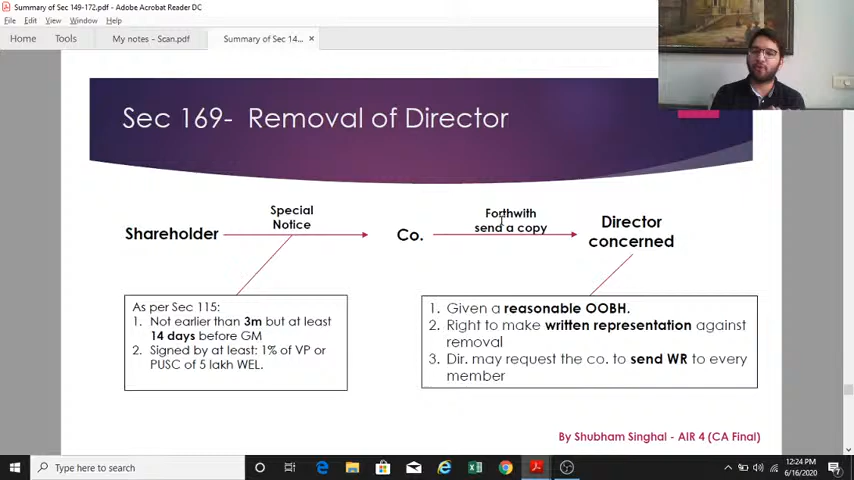 Summary of Sec 149-172.pdf - Adobe Acrobat Reader DC
File Edit View Window Help
Home Tools My notes - Scan.pdf Summary of Sec 14... ×
Sec 169- Removal of Director
Shareholder
Special
Notice
Co.
Forthwith
send a copy
Director
concerned
As per Sec 115:
1. Not earlier than 3m but at least
14 days before GM
2. Signed by at least: 1% of VP or
PUSC of 5 lakh WEL.
1. Given a reasonable OOBH.
2. Right to make written representation against
removal
3. Dir. may request the co. to send WR to every
member
By Shubham Singhal - AIR 4 (CA Final)
Type here to search
12:24 PM
6/16/2020